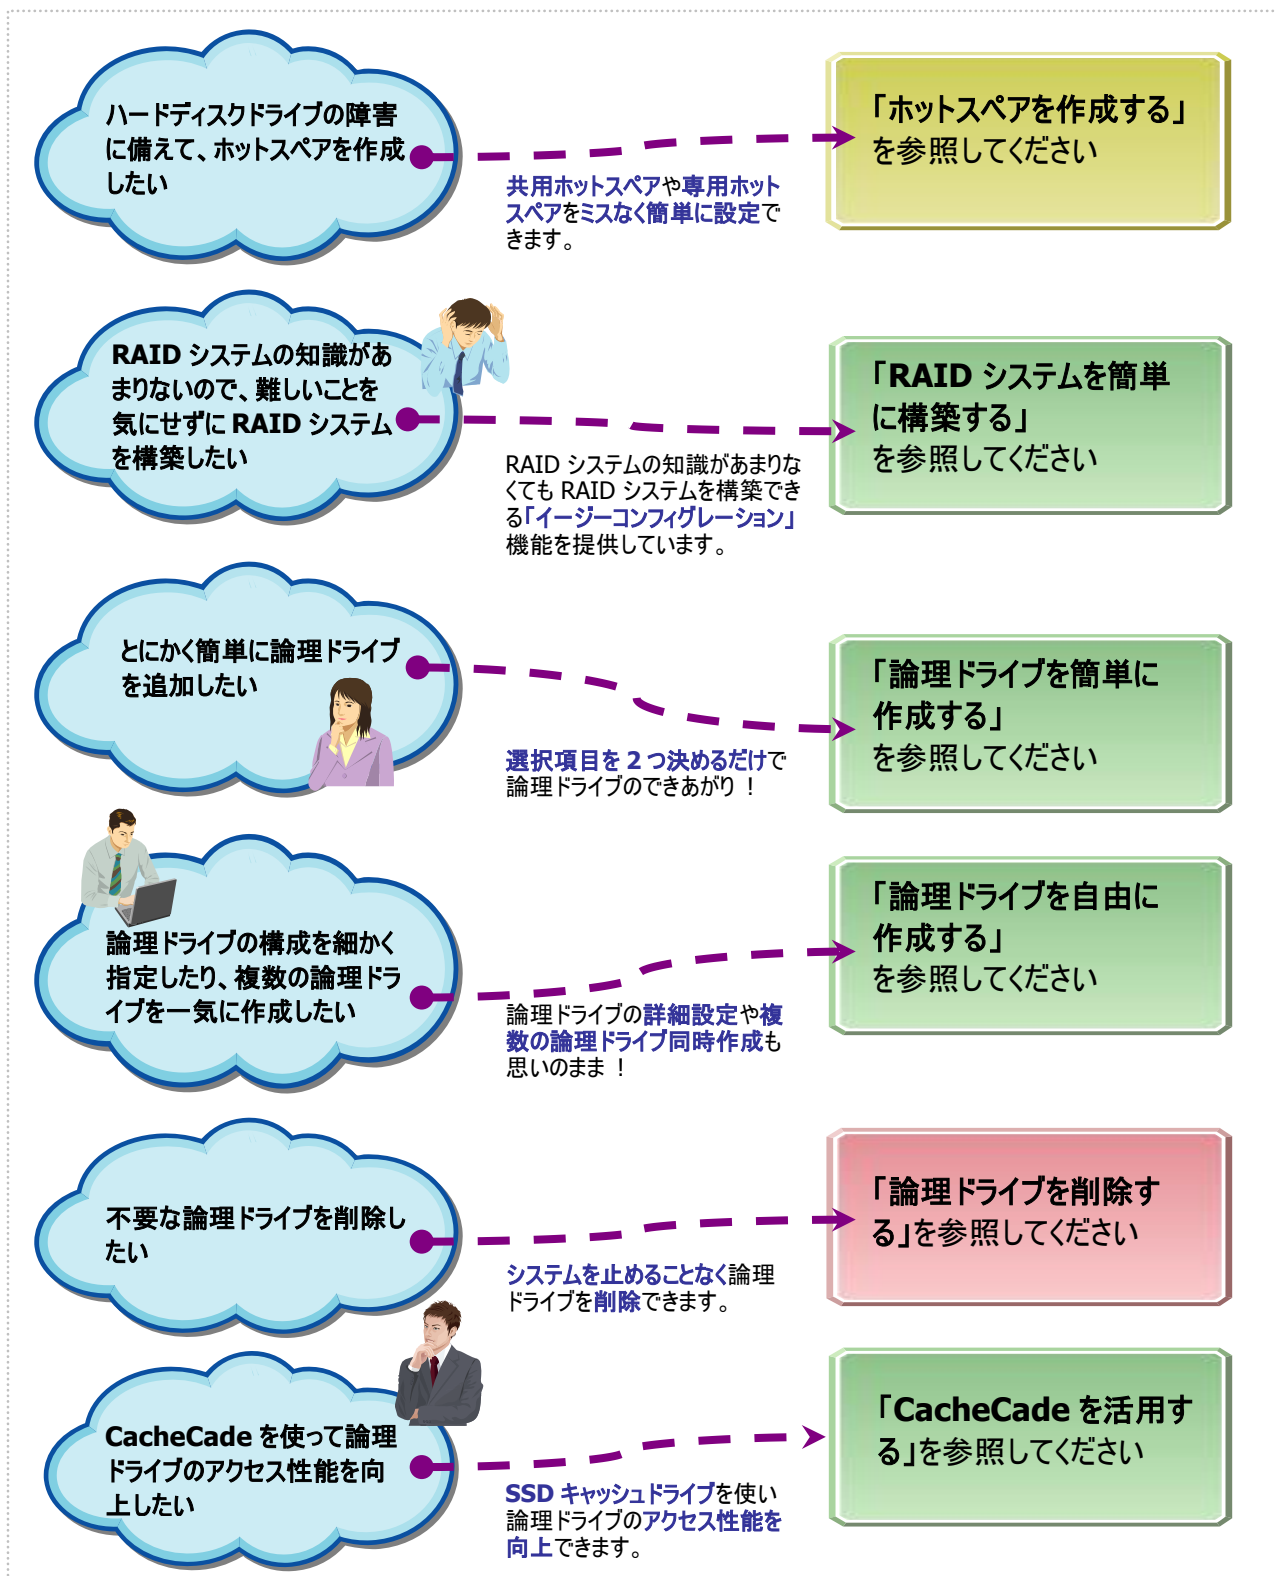 ハードディスクドライブの障害
に備えて、ホットスペアを作成
したい
共用ホットスペアや専用ホット
スペアをミスなく簡単に設定で
きます。
「ホットスペアを作成する」
を参照してください
RAID システムの知識があ
まりないので、難しいことを
気にせずに RAID システム
を構築したい
RAID システムの知識があまりな
くても RAID システムを構築でき
る「イージーコンフィグレーション」
機能を提供しています。
「RAID システムを簡単
に構築する」
を参照してください
とにかく簡単に論理ドライブ
を追加したい
選択項目を 2 つ決めるだけで
論理ドライブのできあがり！
「論理ドライブを簡単に
作成する」
を参照してください
論理ドライブの構成を細かく
指定したり、複数の論理ドラ
イブを一気に作成したい
論理ドライブの詳細設定や複
数の論理ドライブ同時作成も
思いのまま！
「論理ドライブを自由に
作成する」
を参照してください
不要な論理ドライブを削除し
たい
システムを止めることなく論理
ドライブを削除できます。
「論理ドライブを削除す
る」を参照してください
CacheCade を使って論理
ドライブのアクセス性能を向
上したい
SSD キャッシュドライブを使い
論理ドライブのアクセス性能を
向上できます。
「CacheCade を活用す
る」を参照してください